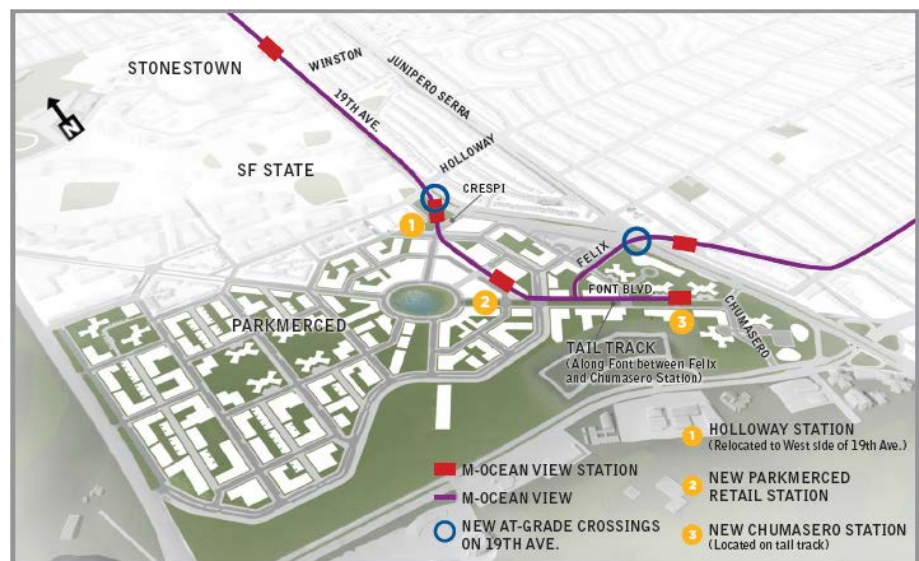 STONESTOWN
WINSTON
JUNIPERO SERRA
19TH AVE.
N
SF STATE
HOLLOWAY
CRESPI
1
FELIX
FONT BLVD
2
3
PARKMERCED
CHUMASERO
TAIL TRACK
(Along Font between Felix
and Chumasero Station)
M-OCEAN VIEW STATION
M-OCEAN VIEW
NEW AT-GRADE CROSSINGS
ON 19TH AVE.
1 HOLLOWAY STATION
(Relocated to West side of 19th Ave.)
2 NEW PARKMERCED
RETAIL STATION
3 NEW CHUMASERO STATION
(Located on tail track)